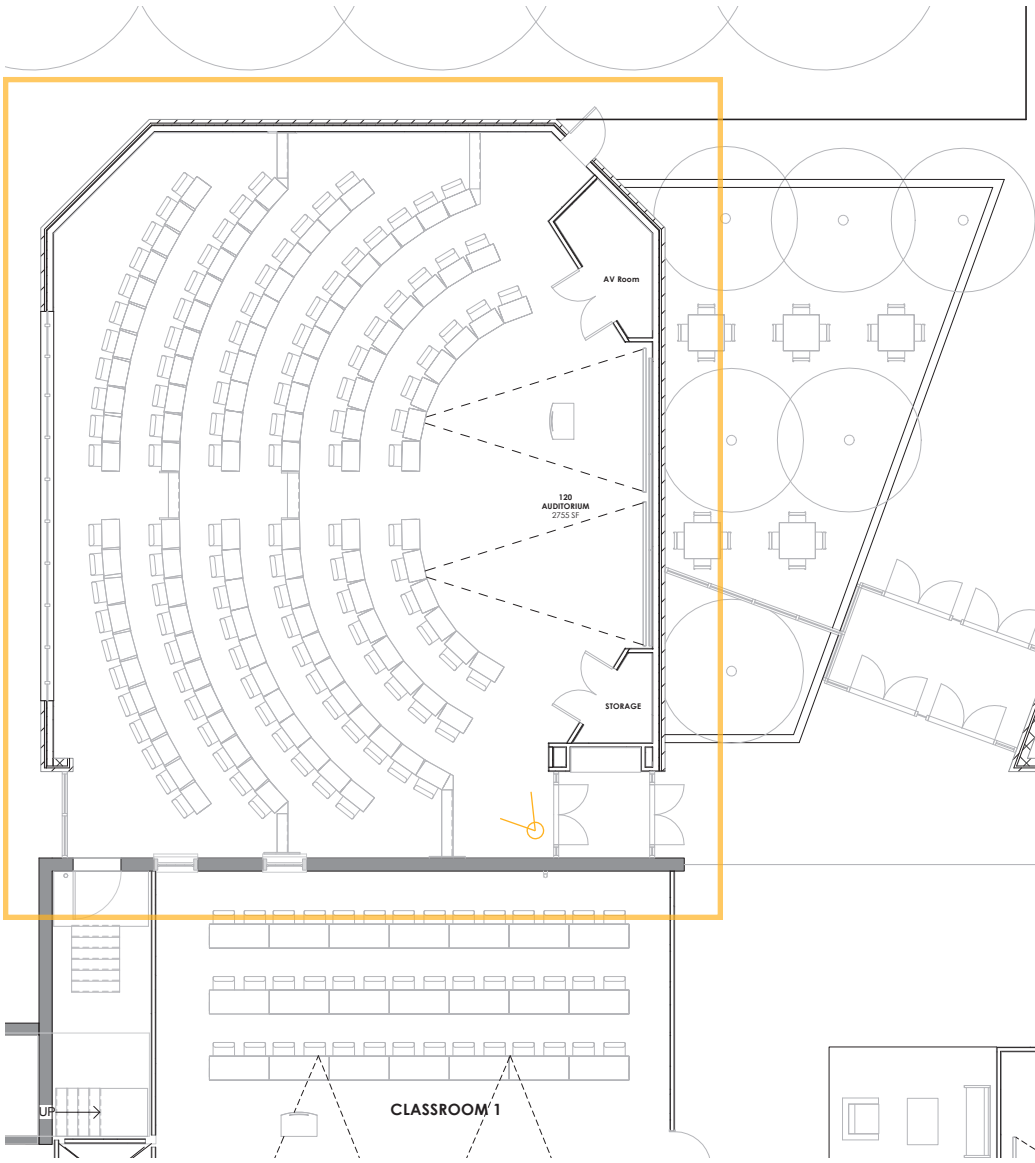 AV Room
120
AUDITORIUM
2755 SF
STORAGE
UP
CLASSROOM 1